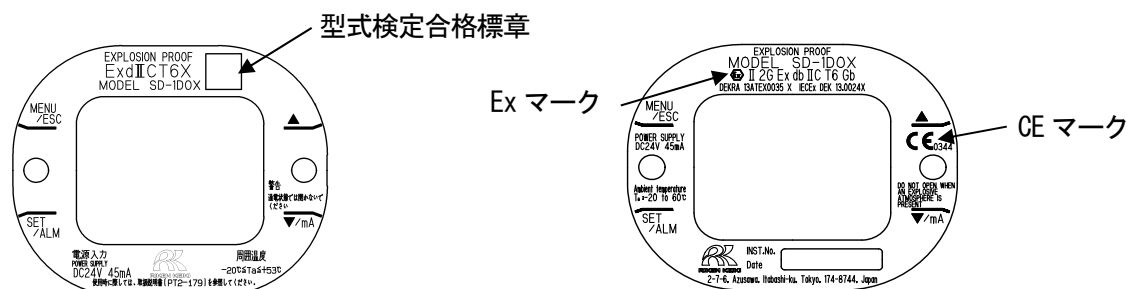 型式検定合格標章
EXPLOSION PROOF
ExdⅡCT6X
MODEL SD-1DOX
MENU
/ESC
▲
警告
通電状態では開かないで
ください
SET
/ALM
▼/mA
電源入力
POWER SUPPLY
DC24V 45mA
RIKEN KEIKI
周囲温度
-20℃≦Ta≦+53℃
使用時に際しては、取扱説明書(PT2-179)を参照してください。
Ex マーク
CE マーク
EXPLOSION PROOF
MODEL SD-1DOX
Ex Ⅱ 2G Ex db ⅡC T6 Gb
DEKRA 13ATEX0035 X IECEx DEK 13.0024X
MENU
/ESC
▲
POWER SUPPLY
DC24V 45mA
CE 0344
Ambient temperature
Ta:-20 to 60℃
DO NOT OPEN WHEN
AN EXPLOSIVE
ATMOSPHERE IS
PRESENT
SET
/ALM
▼/mA
RIKEN KEIKI
INST.No.
Date
2-7-6, Azusawa, Itabashi-ku, Tokyo, 174-8744, Japan